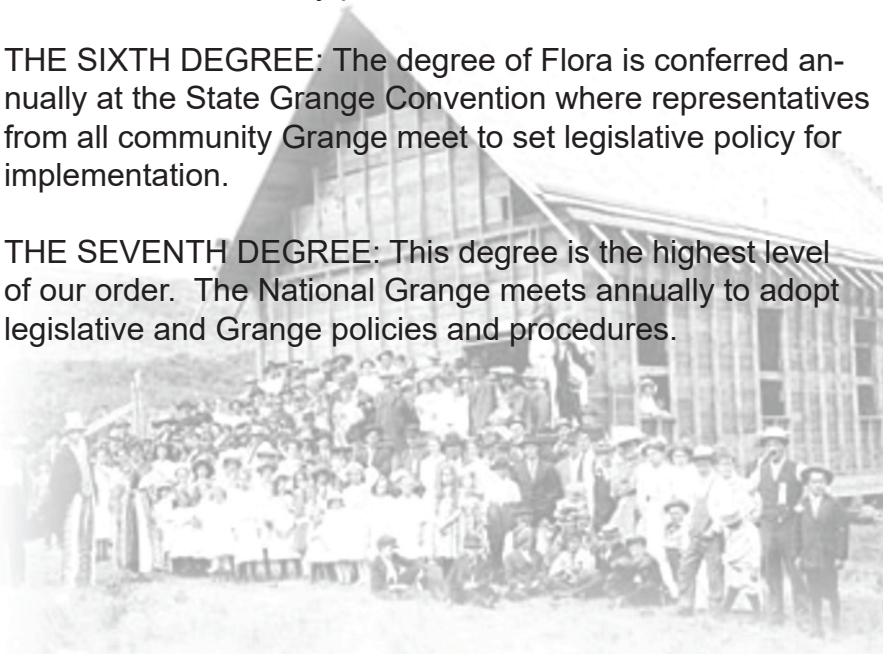 THE SIXTH DEGREE: The degree of Flora is conferred an-
nually at the State Grange Convention where representatives
from all community Grange meet to set legislative policy for
implementation.
THE SEVENTH DEGREE: This degree is the highest level
of our order.  The National Grange meets annually to adopt
legislative and Grange policies and procedures.